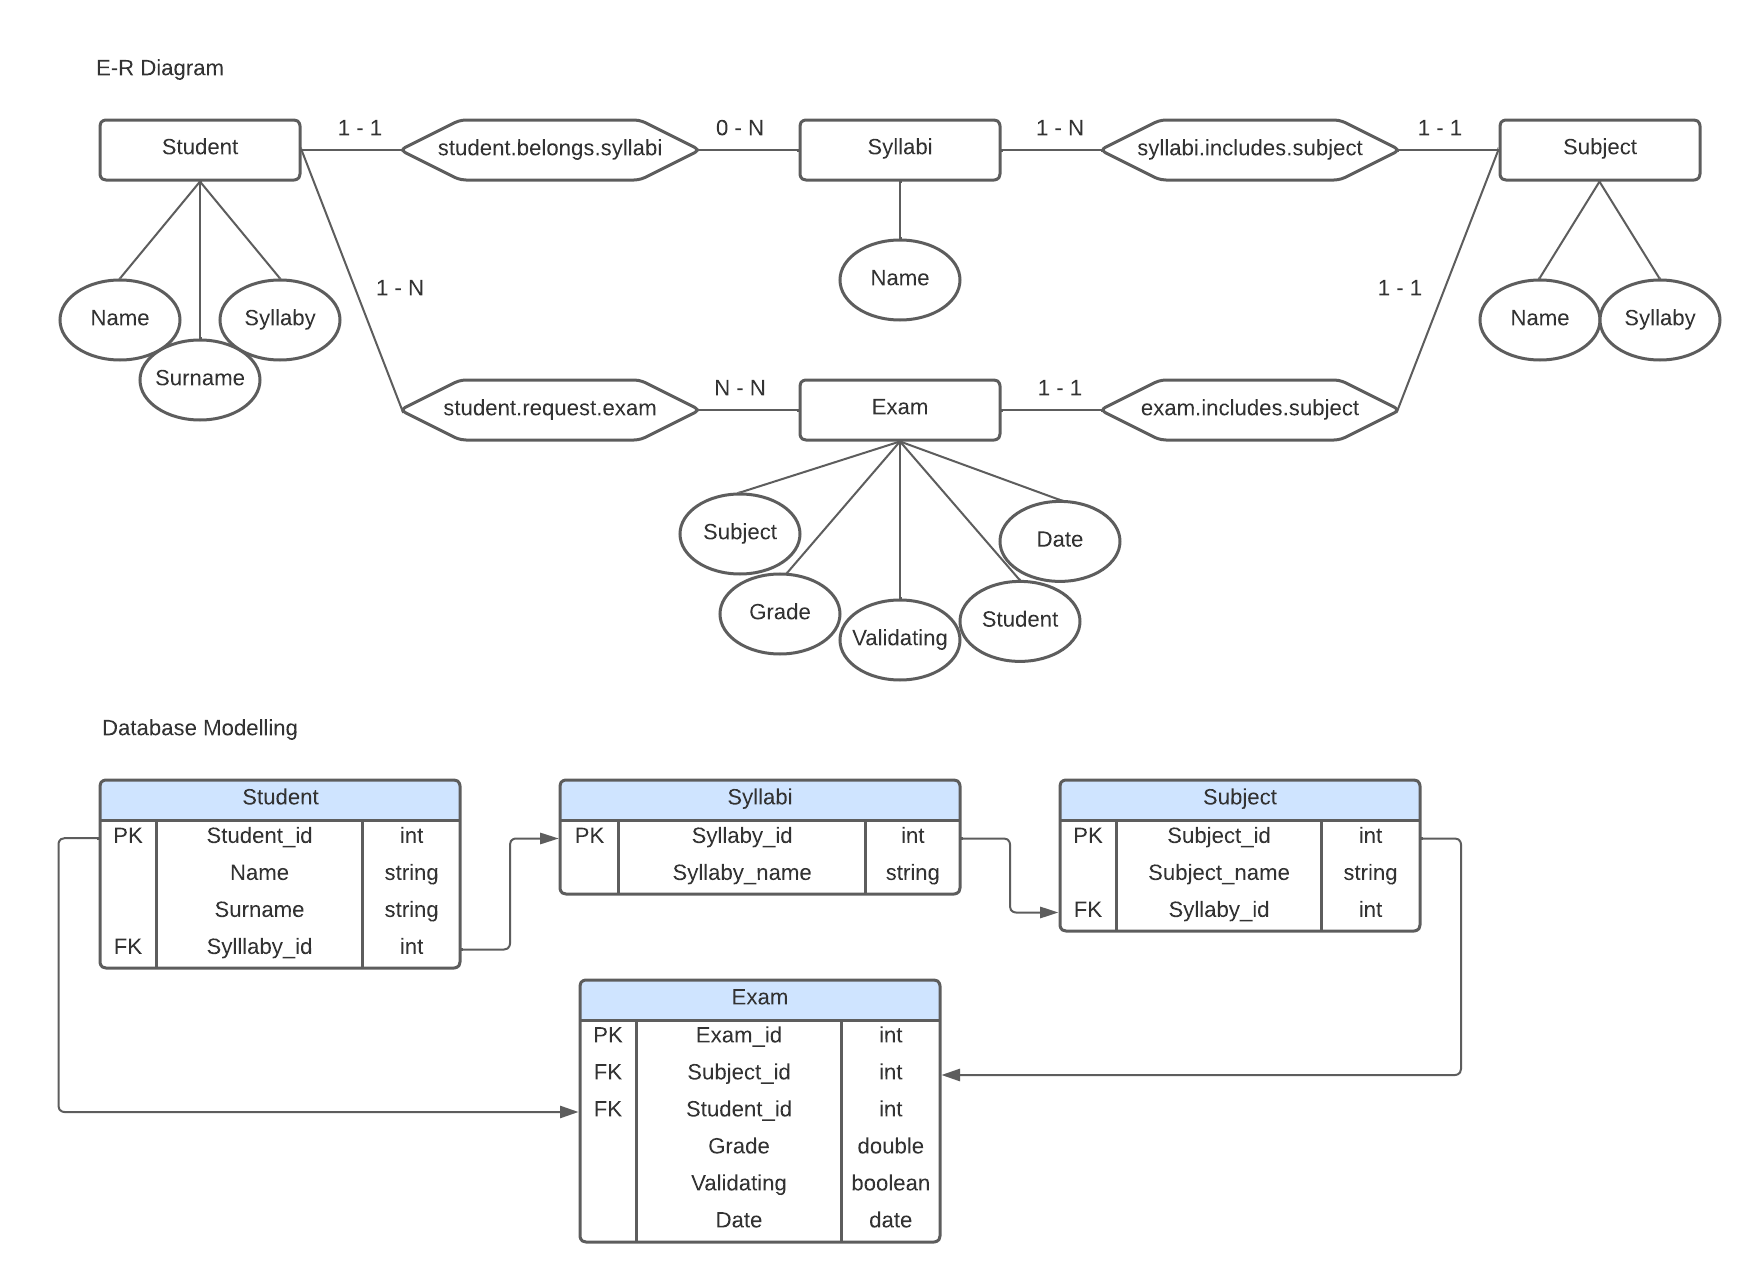 E-R Diagram
Student
1 - 1
student.belongs.syllabi
0 - N
Syllabi
1 - N
syllabi.includes.subject
1 - 1
Subject
Name
Surname
Syllaby
1 - N
Name
1 - 1
Name
Syllaby
student.request.exam
N - N
Exam
1 - 1
exam.includes.subject
Subject
Grade
Validating
Student
Date
Database Modelling
Student
PK Student_id int
Name string
Surname string
FK Sylllaby_id int
Syllabi
PK Syllaby_id int
Syllaby_name string
Subject
PK Subject_id int
Subject_name string
FK Syllaby_id int
Exam
PK Exam_id int
FK Subject_id int
FK Student_id int
Grade double
Validating boolean
Date date